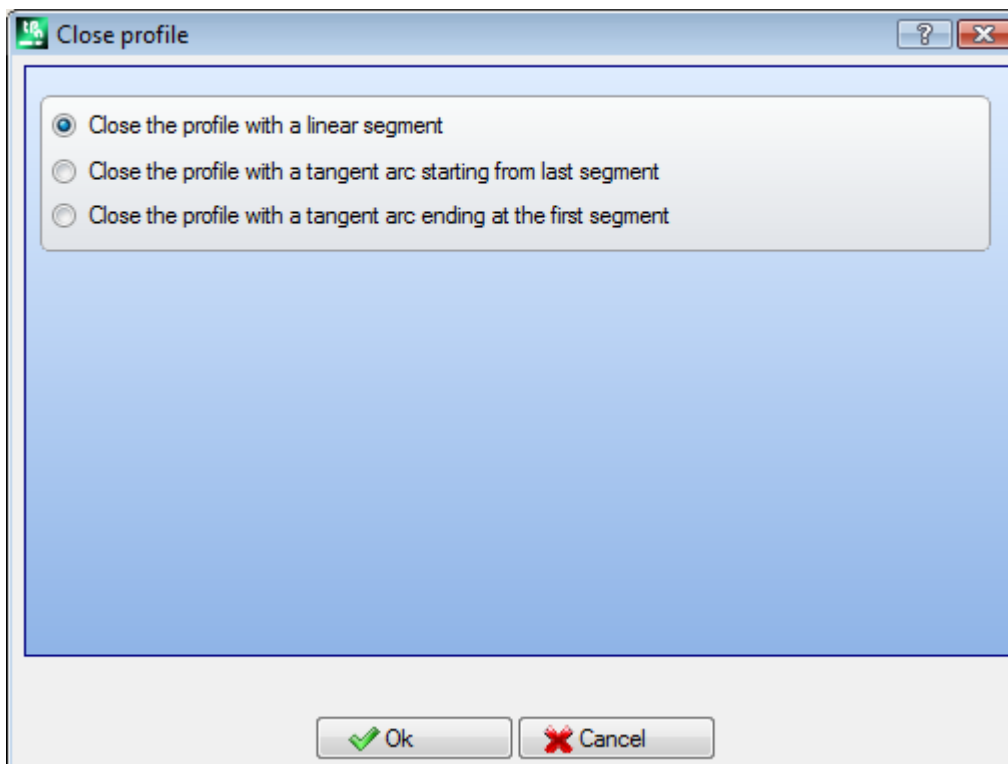 Close profile
Close the profile with a linear segment
Close the profile with a tangent arc starting from last segment
Close the profile with a tangent arc ending at the first segment
Ok
Cancel